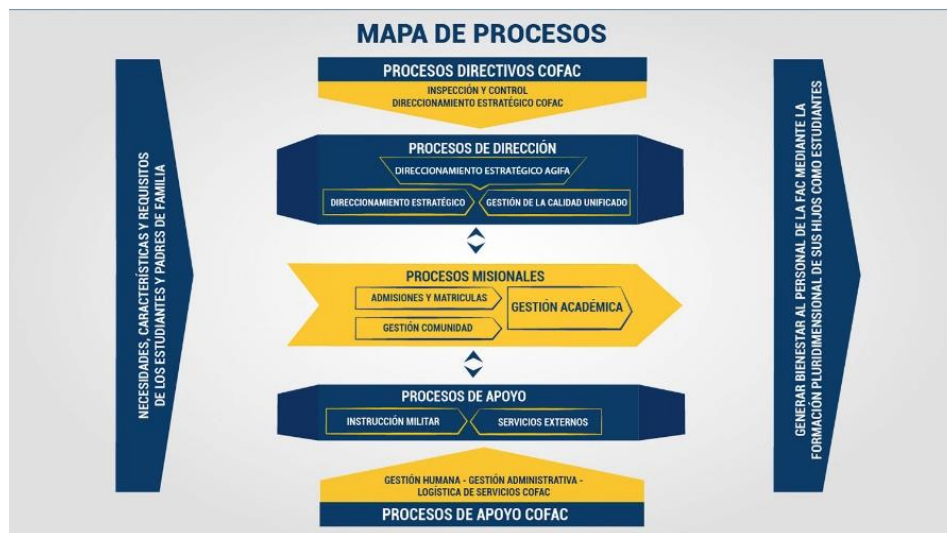 MAPA DE PROCESOS
NECESIDADES, CARACTERÍSTICAS Y REQUISITOS
DE LOS ESTUDIANTES Y PADRES DE FAMILIA
PROCESOS DIRECTIVOS COFAC
INSPECCIÓN Y CONTROL
DIRECCIONAMIENTO ESTRATÉGICO COFAC
PROCESOS DE DIRECCIÓN
DIRECCIONAMIENTO ESTRATÉGICO AGIFA
DIRECCIONAMIENTO ESTRATÉGICO
GESTIÓN DE LA CALIDAD UNIFICADO
PROCESOS MISIONALES
ADMISIONES Y MATRICULAS
GESTIÓN COMUNIDAD
GESTIÓN ACADÉMICA
PROCESOS DE APOYO
INSTRUCCIÓN MILITAR
SERVICIOS EXTERNOS
GESTIÓN HUMANA - GESTIÓN ADMINISTRATIVA -
LOGÍSTICA DE SERVICIOS COFAC
PROCESOS DE APOYO COFAC
GENERAR BIENESTAR AL PERSONAL DE LA FAC MEDIANTE LA
FORMACIÓN PLURIDIMENSIONAL DE SUS HIJOS COMO ESTUDIANTES